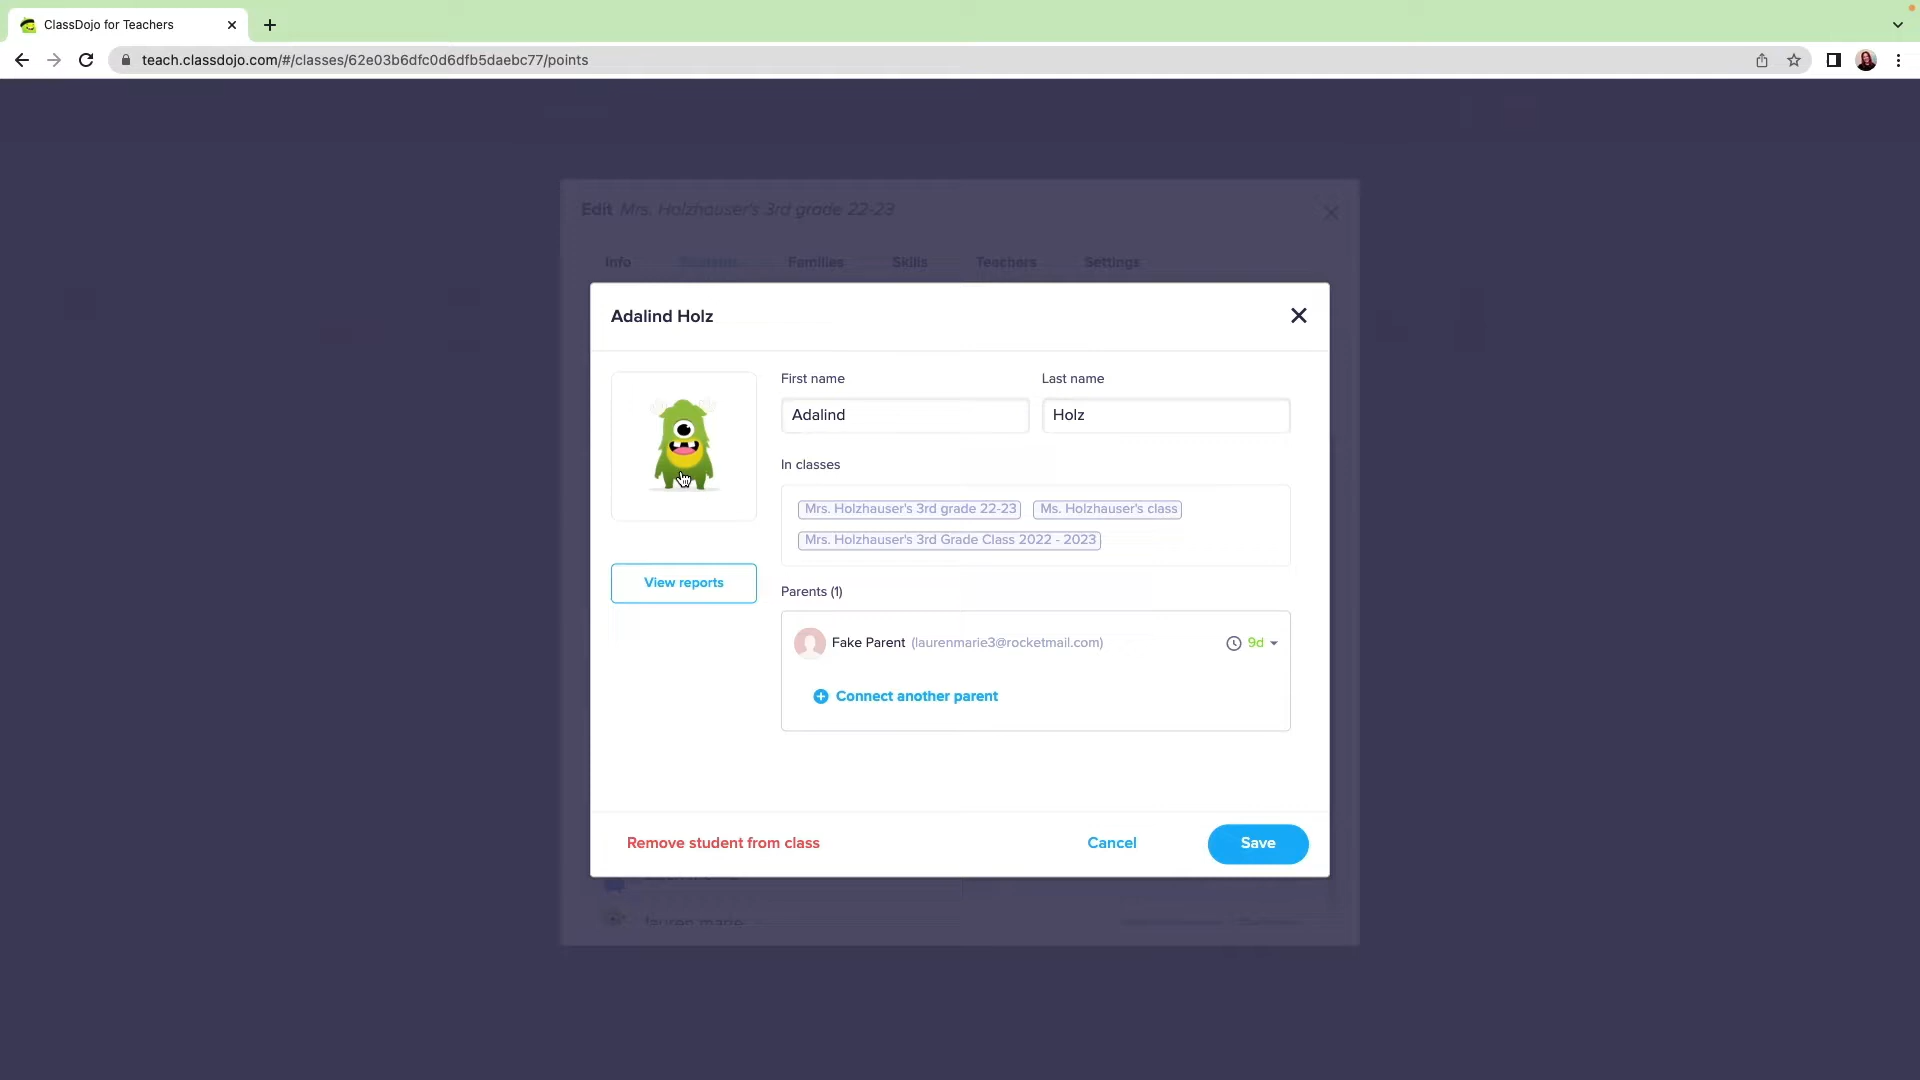 ClassDojo for Teachers
teach.classdojo.com/#/classes/62e03b6dfc0d6dfb5daebc77/points
Edit Mrs. Holzhauser's 3rd grade 22-23
Info Students Families Skills Teachers Settings
Adalind Holz
First name Last name
Adalind Holz
In classes
Mrs. Holzhauser's 3rd grade 22-23 Ms. Holzhauser's class
Mrs. Holzhauser's 3rd Grade Class 2022 - 2023
View reports
Parents (1)
Fake Parent (laurenmarie3@rocketmail.com) 9d
Connect another parent
Remove student from class Cancel Save
lauren marie